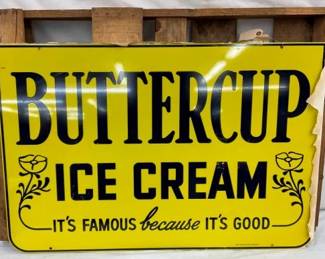 BUTTERCUP
ICE CREAM
IT'S FAMOUS because IT'S GOOD